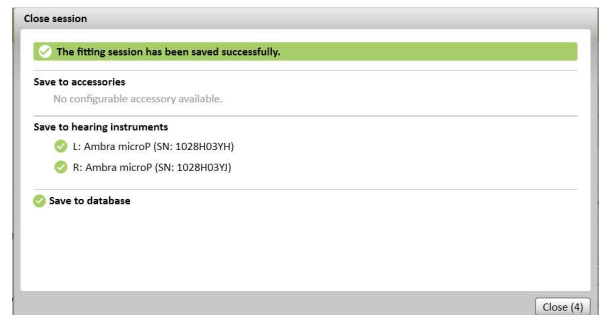 Close session
The fitting session has been saved successfully.
Save to accessories
No configurable accessory available.
Save to hearing instruments
L: Ambra microP (SN: 1028H03YH)
R: Ambra microP (SN: 1028H03YJ)
Save to database
Close (4)